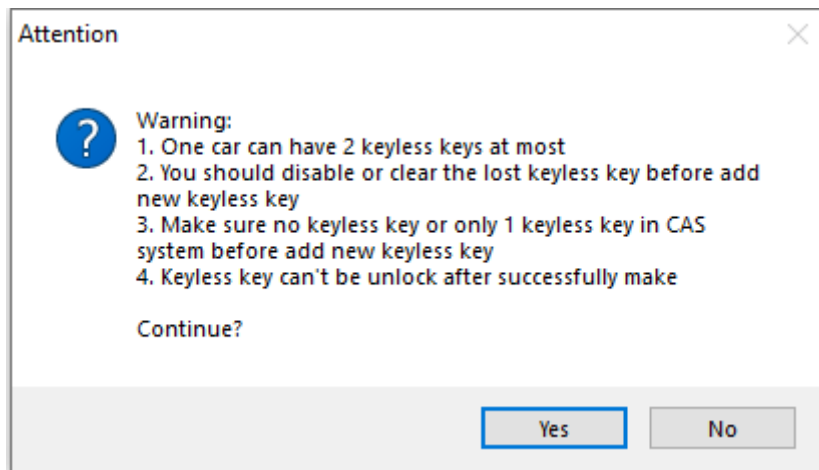 Attention
Warning:
1. One car can have 2 keyless keys at most
2. You should disable or clear the lost keyless key before add
new keyless key
3. Make sure no keyless key or only 1 keyless key in CAS
system before add new keyless key
4. Keyless key can't be unlock after successfully make
Continue?
Yes
No